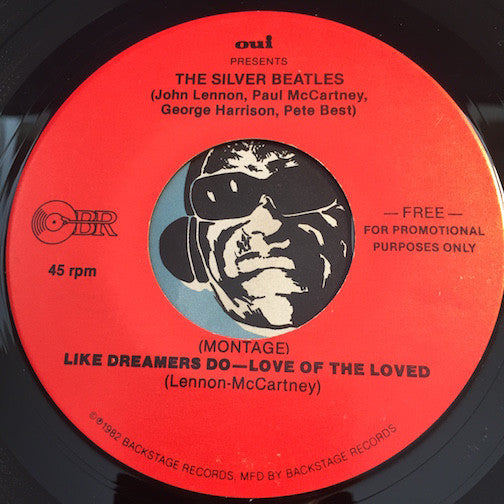 oui
PRESENTS
THE SILVER BEATLES
(John Lennon, Paul McCartney,
George Harrison, Pete Best)
BR
45 rpm
— FREE —
FOR PROMOTIONAL
PURPOSES ONLY
(MONTAGE)
LIKE DREAMERS DO—LOVE OF THE LOVED
(Lennon-McCartney)
©℗1982 BACKSTAGE RECORDS, MFD BY BACKSTAGE RECORDS